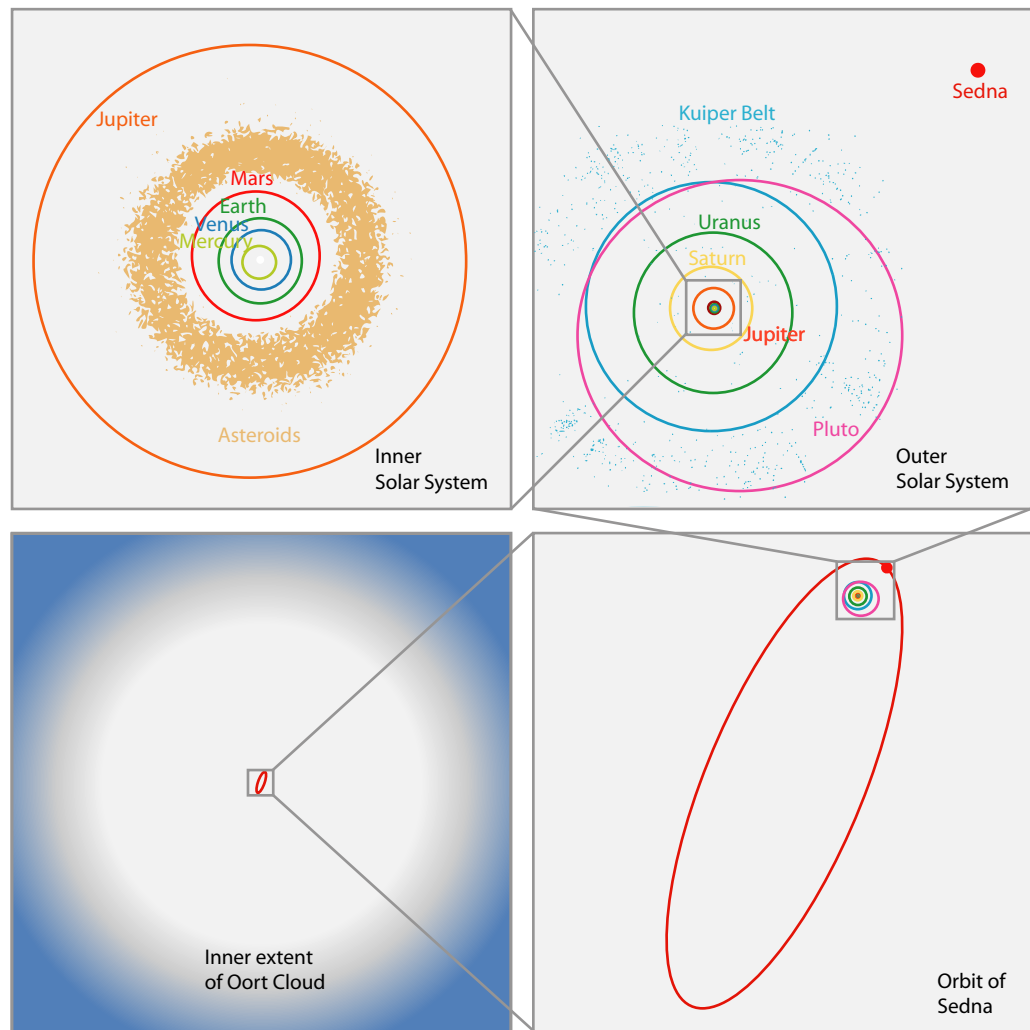 Jupiter
Mars
Earth
Venus
Mercury
Asteroids
Inner
Solar System
Sedna
Kuiper Belt
Uranus
Saturn
Jupiter
Pluto
Outer
Solar System
Inner extent
of Oort Cloud
Orbit of
Sedna